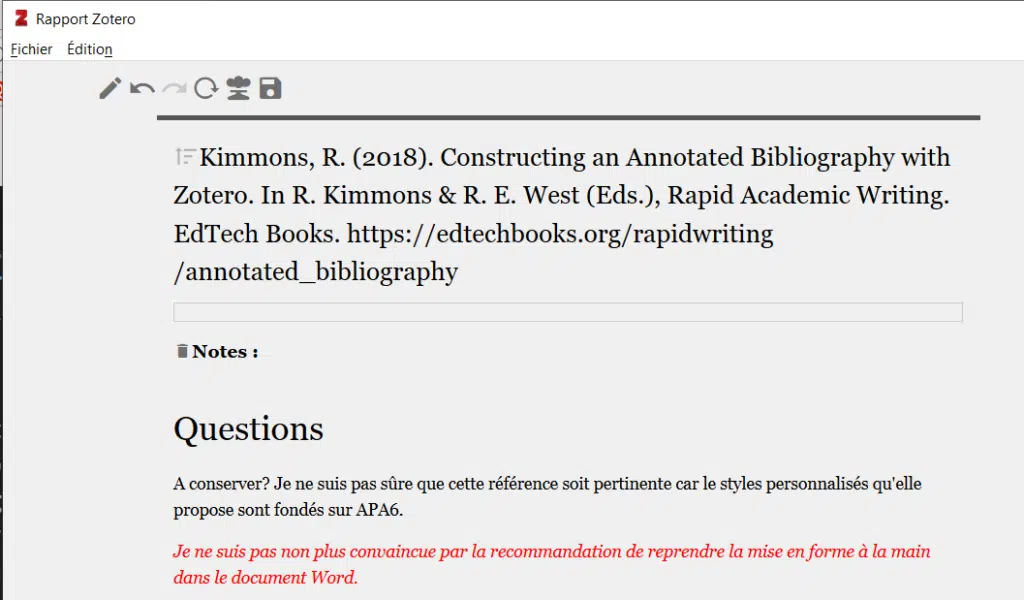 Rapport Zotero
Fichier Édition
Kimmons, R. (2018). Constructing an Annotated Bibliography with
Zotero. In R. Kimmons & R. E. West (Eds.), Rapid Academic Writing.
EdTech Books. https://edtechbooks.org/rapidwriting
/annotated_bibliography
Notes :
Questions
A conserver? Je ne suis pas sûre que cette référence soit pertinente car le styles personnalisés qu'elle
propose sont fondés sur APA6.
Je ne suis pas non plus convaincue par la recommandation de reprendre la mise en forme à la main
dans le document Word.